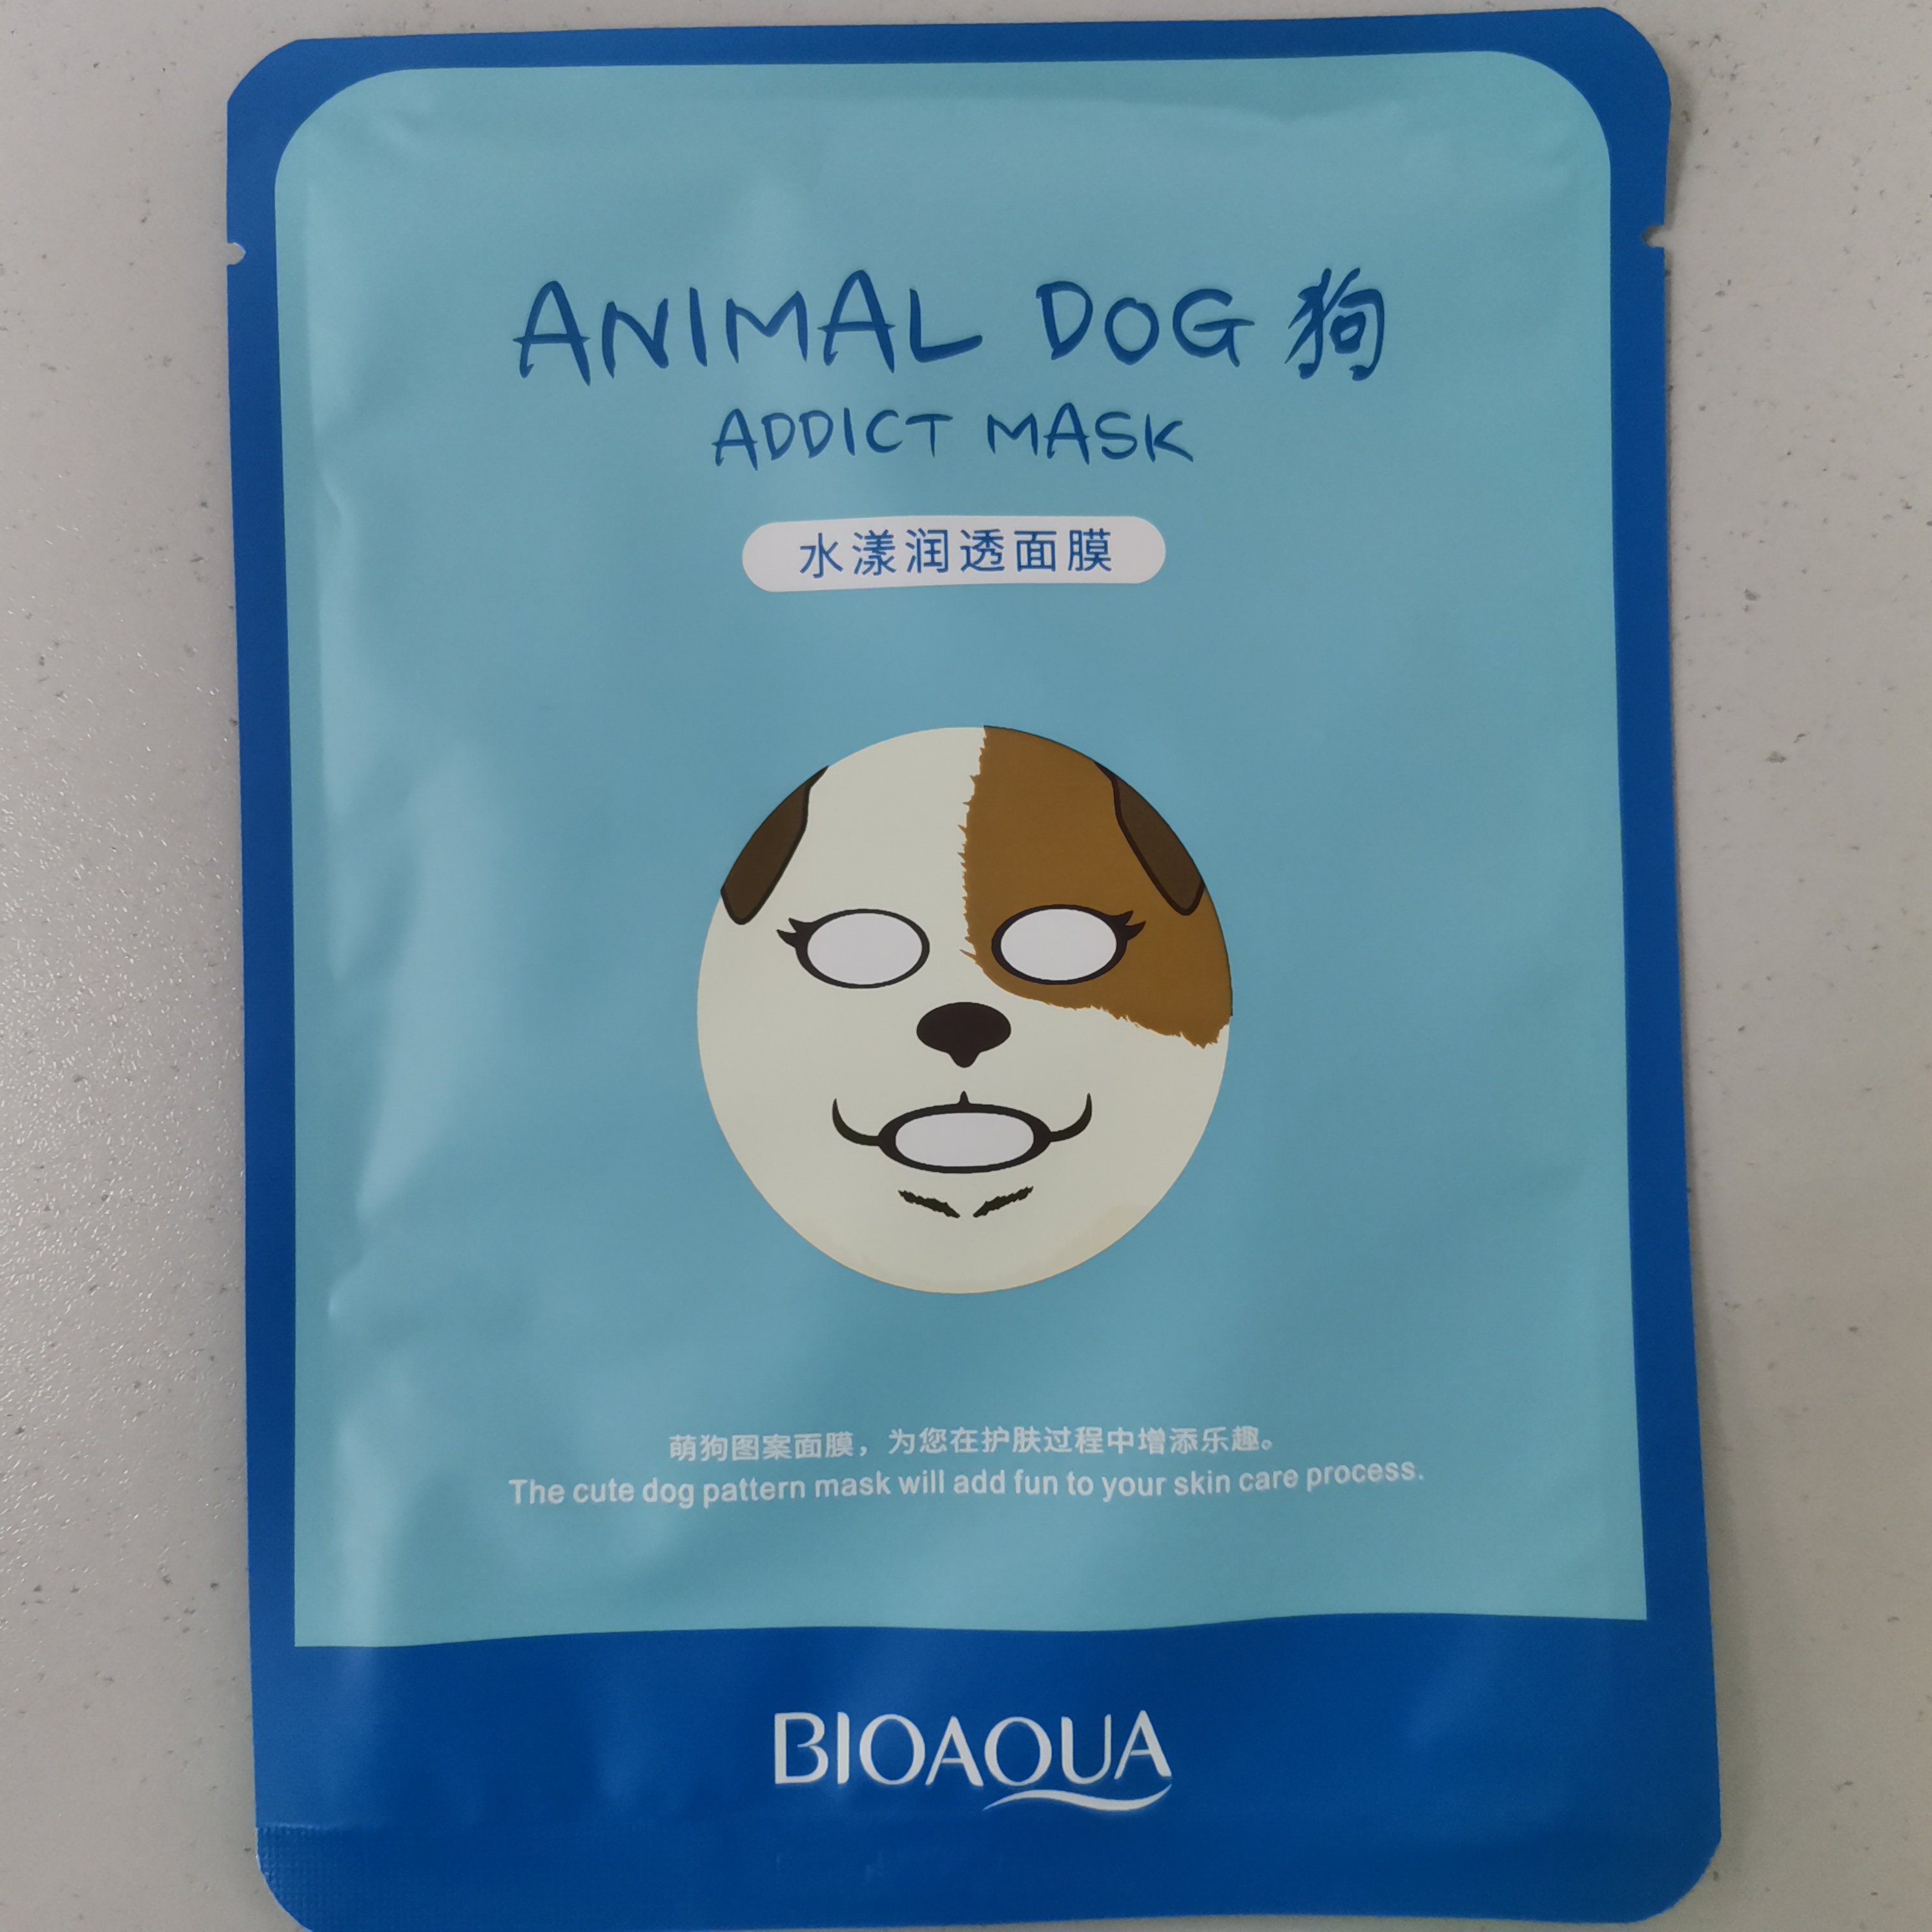 ANIMAL DOG 狗
ADDICT MASK
水漾润透面膜
萌狗图案面膜，为您在护肤过程中增添乐趣。
The cute dog pattern mask will add fun to your skin care process.
BIOAQUA